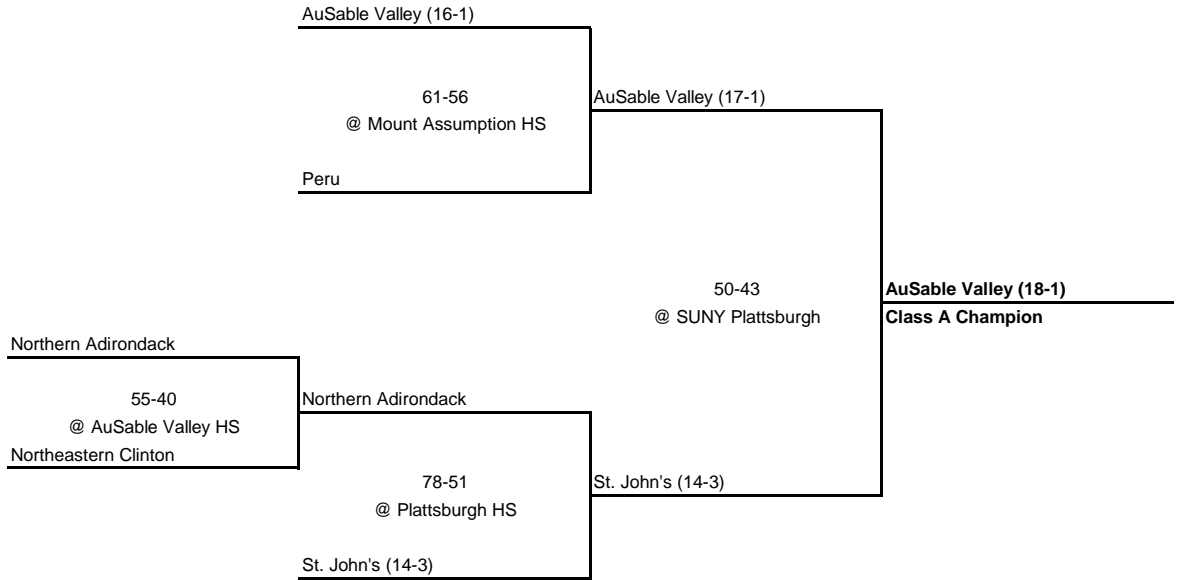 AuSable Valley (16-1)
61-56
@ Mount Assumption HS
AuSable Valley (17-1)
Peru
50-43
@ SUNY Plattsburgh
AuSable Valley (18-1)
Class A Champion
Northern Adirondack
55-40
@ AuSable Valley HS
Northern Adirondack
Northeastern Clinton
78-51
@ Plattsburgh HS
St. John's (14-3)
St. John's (14-3)